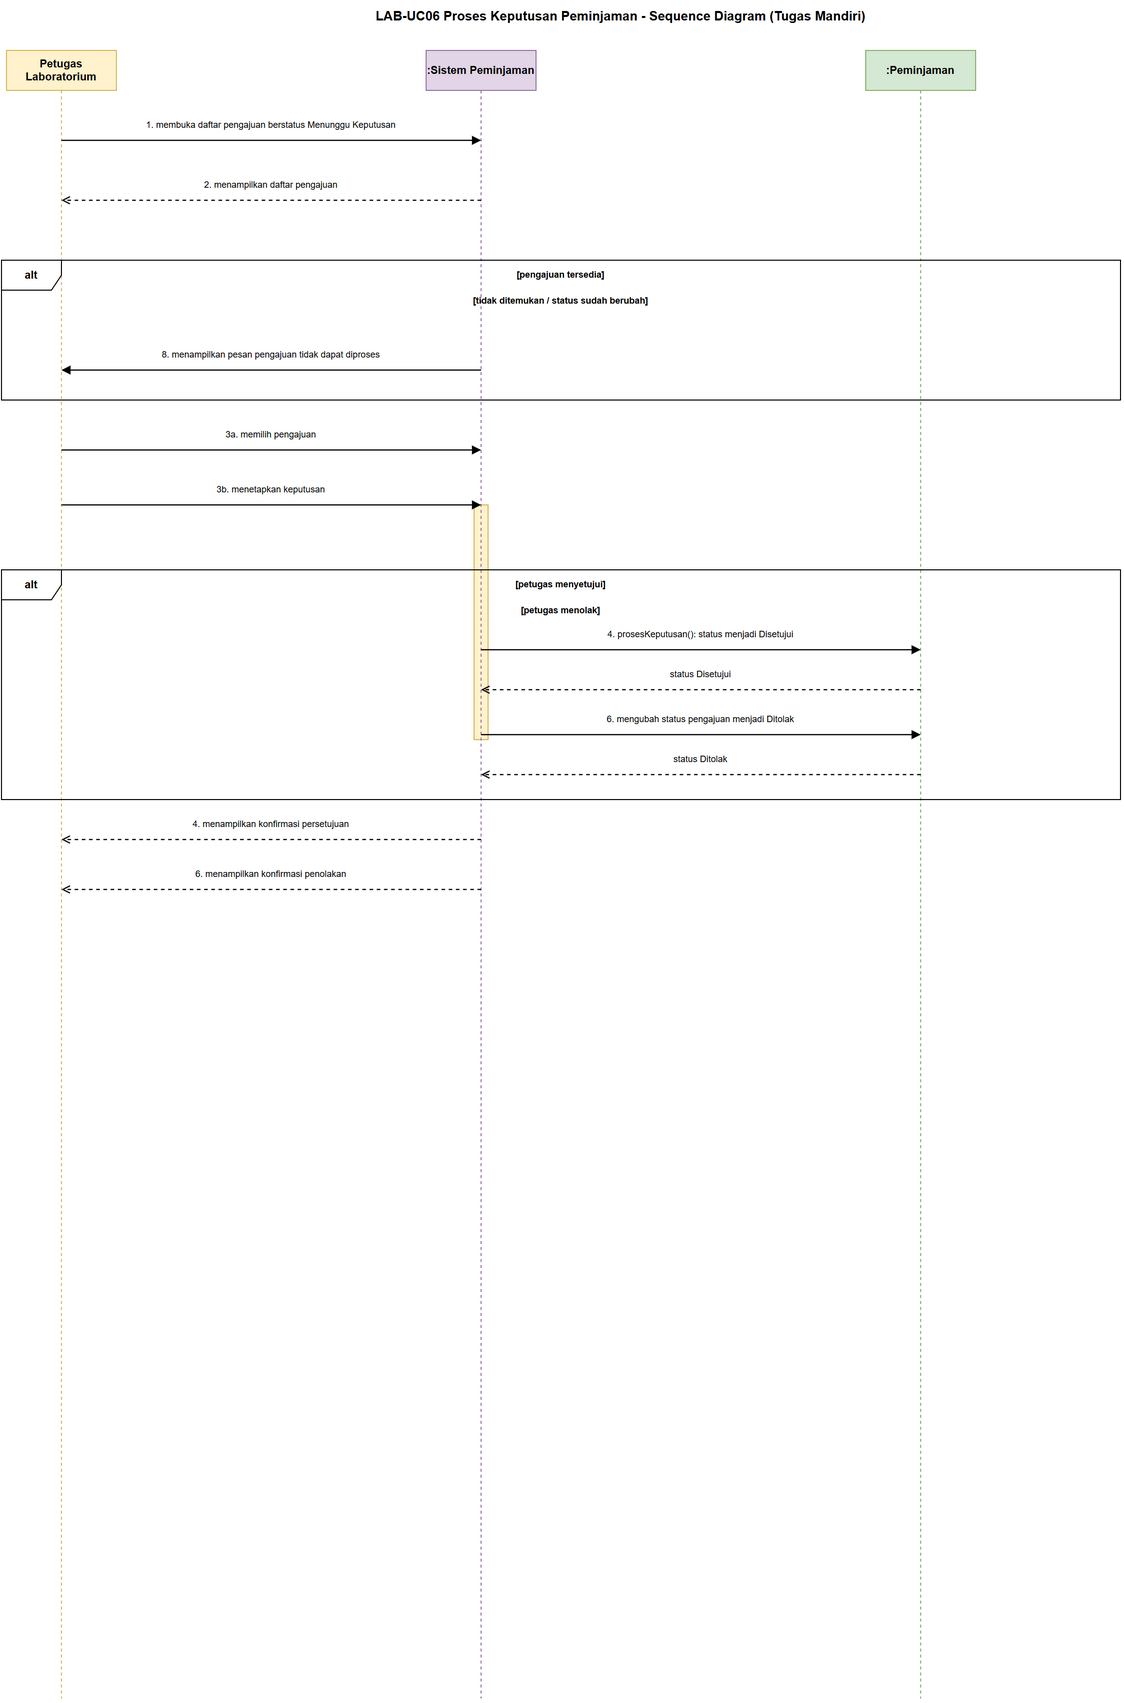 LAB-UC06 Proses Keputusan Peminjaman - Sequence Diagram (Tugas Mandiri)
Petugas
Laboratorium
:Sistem Peminjaman
:Peminjaman
1. membuka daftar pengajuan berstatus Menunggu Keputusan
2. menampilkan daftar pengajuan
alt
[pengajuan tersedia]
[tidak ditemukan / status sudah berubah]
8. menampilkan pesan pengajuan tidak dapat diproses
3a. memilih pengajuan
3b. menetapkan keputusan
alt
[petugas menyetujui]
[petugas menolak]
4. prosesKeputusan(): status menjadi Disetujui
status Disetujui
6. mengubah status pengajuan menjadi Ditolak
status Ditolak
4. menampilkan konfirmasi persetujuan
6. menampilkan konfirmasi penolakan